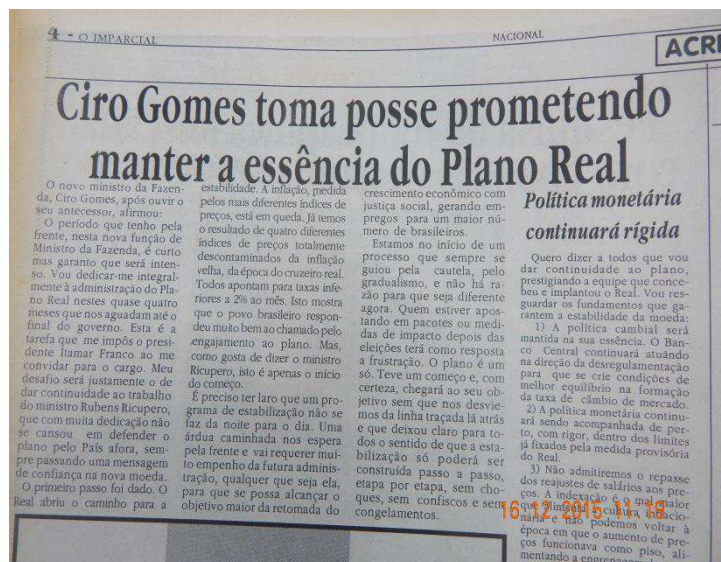 4 - O IMPARCIAL
NACIONAL
ACRE
Ciro Gomes toma posse prometendo
manter a essência do Plano Real
O novo ministro da Fazen-
da, Ciro Gomes, após ouvir o
seu antecessor, afirmou:
O período que tenho pela
frente, nesta nova função de
Ministro da Fazenda, é curto
mas garanto que será inten-
so. Vou dedicar-me integral-
mente à administração do Pla-
no Real nestes quase quatro
meses que nos aguadam até o
final do governo. Esta é a
tarefa que me impôs o presi-
dente Itamar Franco ao me
convidar para o cargo. Meu
desafio será justamente o de
dar continuidade ao trabalho
do ministro Rubens Ricupero,
que com muita dedicação não
se cansou em defender o
plano pelo País afora, sem-
pre passando uma mensagem
de confiança na nova moeda.
O primeiro passo foi dado. O
Real abriu o caminho para a
estabilidade. A inflação, medida
pelos mais diferentes índices de
preços, está em queda. Já temos
o resultado de quatro diferentes
índices de preços totalmente
descontaminados da inflação
velha, da época do cruzeiro real.
Todos apontam para taxas infe-
riores a 2% ao mês. Isto mostra
que o povo brasileiro respon-
deu muito bem ao chamado pelo
engajamento ao plano. Mas,
como gosta de dizer o ministro
Ricupero, isto é apenas o início
do começo.
É preciso ter laro que um pro-
grama de estabilização não se
faz da noite para o dia. Uma
árdua caminhada nos espera
pela frente e vai requerer mui-
to empenho da futura adminis-
tração, qualquer que seja ela,
para que se possa alcançar o
objetivo maior da retomada do
crescimento econômico com
justiça social, gerando em-
pregos para um maior nú-
mero de brasileiros.
Estamos no início de um
processo que sempre se
guiou pela cautela, pelo
gradualismo, e não há ra-
zão para que seja diferente
agora. Quem estiver apos-
tando em pacotes ou medi-
das de impacto depois das
eleições terá como resposta
a frustração. O plano é um
só. Teve um começo e, com
certeza, chegará ao seu ob-
jetivo sem que nos desvie-
mos da linha traçada lá atrás
e que deixou claro para to-
dos o sentido de que a esta-
bilização só poderá ser
construída passo a passo,
etapa por etapa, sem cho-
ques, sem confiscos e sem
congelamentos.
Política monetária
continuará rígida
Quero dizer a todos que vou
dar continuidade ao plano,
prestigiando a equipe que conce-
beu e implantou o Real. Vou res-
guardar os fundamentos que ga-
rantem a estabilidade da moeda:
1) A política cambial será
mantida na sua essência. O Ban-
co Central continuará atuando
na direção da desregulamentação
para que se crie condições de
melhor equilíbrio na formação
da taxa de câmbio de mercado.
2) A política monetária continu-
ará sendo acompanhada de per-
to, com rigor, dentro dos limites
já fixados pela medida provisória
do Real.
3) Não admitiremos o repasse
dos reajustes de salários aos pre-
ços. A indexação é o mal maior
que alimenta a cultura inflacio-
nária e não podemos voltar à
época em que o aumento de pre-
ços funcionava como piso, ali-
mentando a engrenagem
16.12.2015